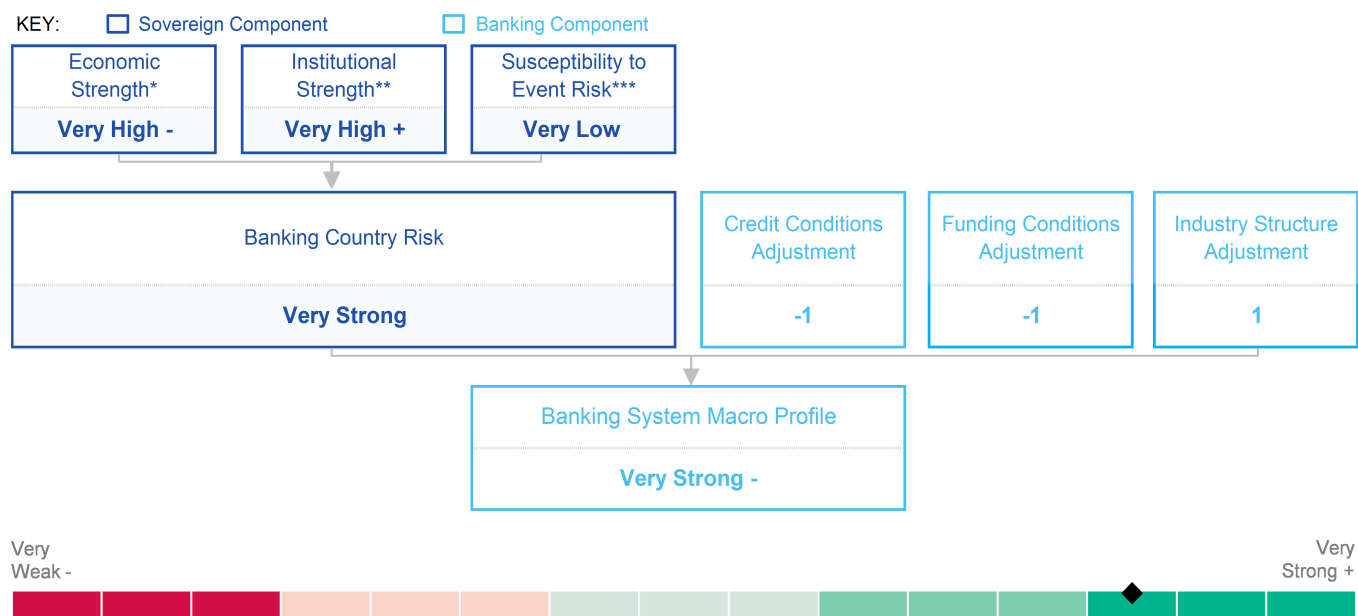 KEY: Sovereign Component Banking Component
Economic
Strength*
Very High -
Institutional
Strength**
Very High +
Susceptibility to
Event Risk***
Very Low
Banking Country Risk
Very Strong
Credit Conditions
Adjustment
-1
Funding Conditions
Adjustment
-1
Industry Structure
Adjustment
1
Banking System Macro Profile
Very Strong -
Very
Weak -
Very
Strong +